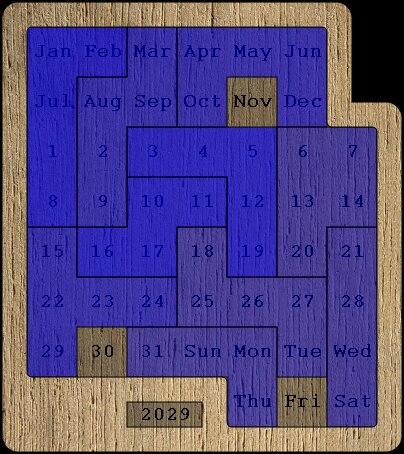 Jan Feb Mar Apr May Jun
Jul Aug Sep Oct Nov Dec
1 2 3 4 5 6 7
8 9 10 11 12 13 14
15 16 17 18 19 20 21
22 23 24 25 26 27 28
29 30 31 Sun Mon Tue Wed
2029 Thu Fri Sat